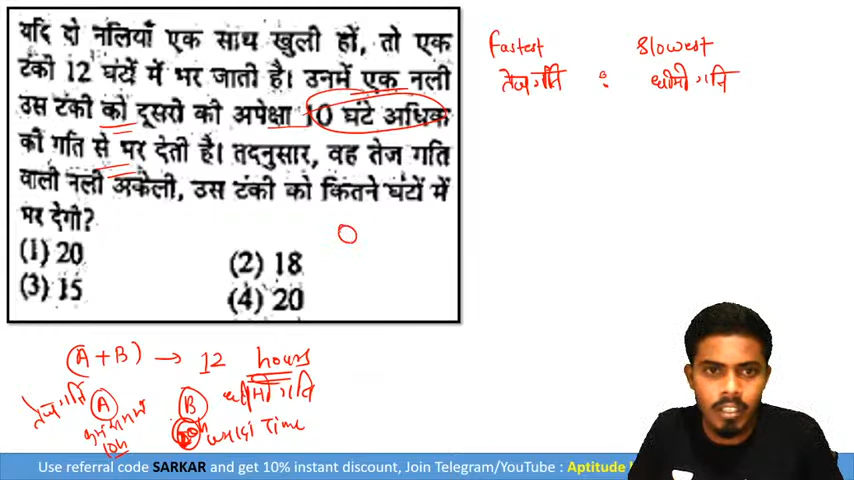 यदि दो नलियाँ एक साथ खुली हों, तो एक
टंकी 12 घंटों में भर जाती है। उनमें एक नली
उस टंकी को दूसरी की अपेक्षा 10 घंटे अधिक
की गति से भर देती है। तदनुसार, वह तेज गति
वाली नली अकेली, उस टंकी को कितने घंटों में
भर देगी?
(1) 20
(2) 18
(3) 15
(4) 20
Fastest
Slowest
तेज गति : धीमी गति
(A+B) → 12 hours
तेज गति A B धीमी गति
10h
ज्यादा Time
Use referral code SARKAR and get 10% instant discount, Join Telegram/YouTube : Aptitude